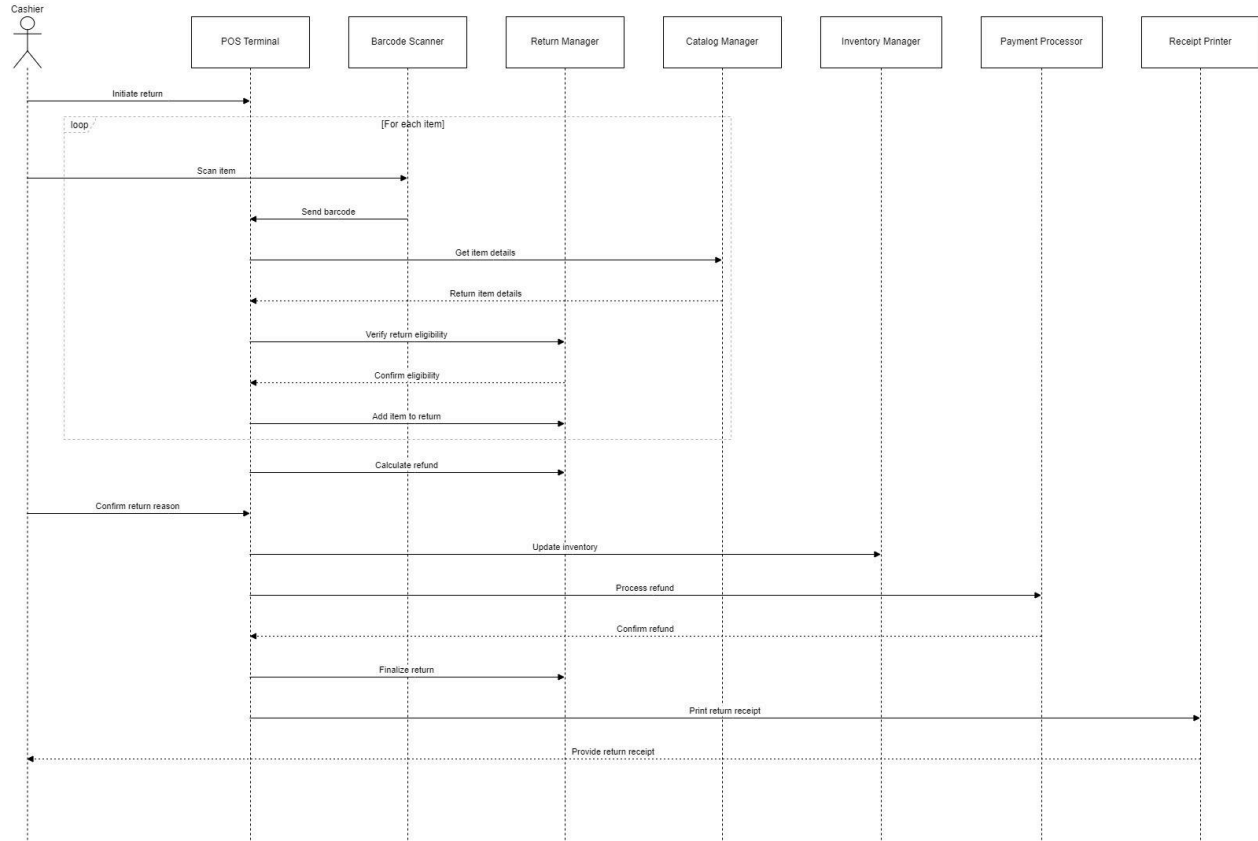 Cashier
POS Terminal
Barcode Scanner
Return Manager
Catalog Manager
Inventory Manager
Payment Processor
Receipt Printer
Initiate return
loop
[For each item]
Scan item
Send barcode
Get item details
Return item details
Verify return eligibility
Confirm eligibility
Add item to return
Calculate refund
Confirm return reason
Update inventory
Process refund
Confirm refund
Finalize return
Print return receipt
Provide return receipt